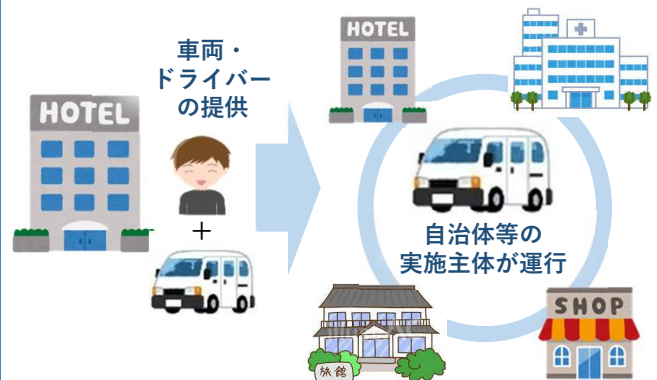 HOTEL
車両・
ドライバー
の提供
+
HOTEL
自治体等の
実施主体が運行
旅館
SHOP